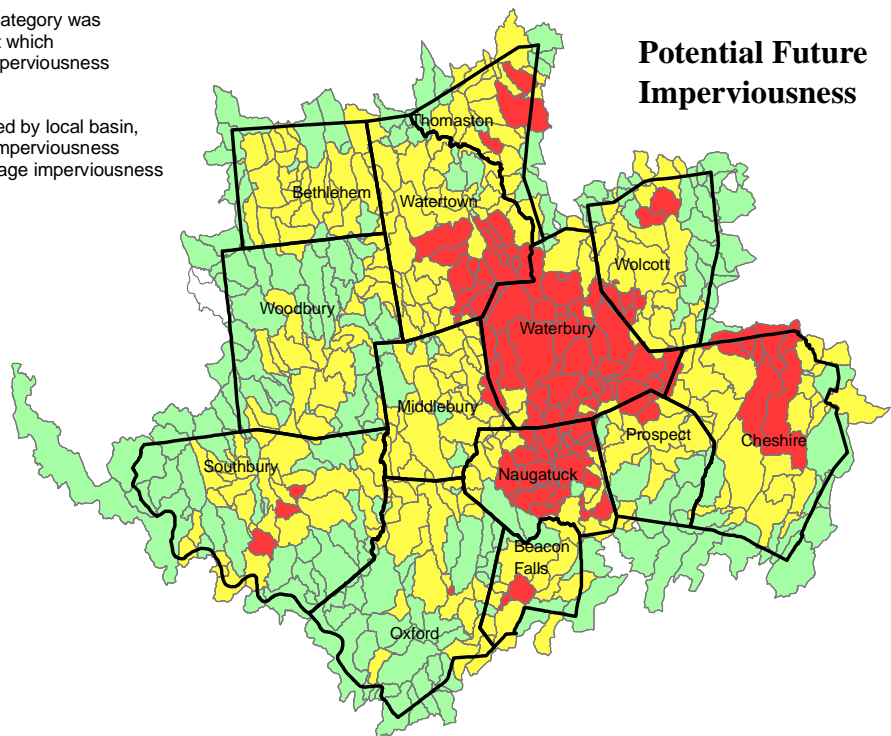 ategory was
t which
perviousness
ed by local basin,
mperviousness
age imperviousness
Potential Future
Imperviousness
Thomaston
Bethlehem
Watertown
Wolcott
Woodbury
Waterbury
Middlebury
Prospect
Cheshire
Southbury
Naugatuck
Beacon
Falls
Oxford